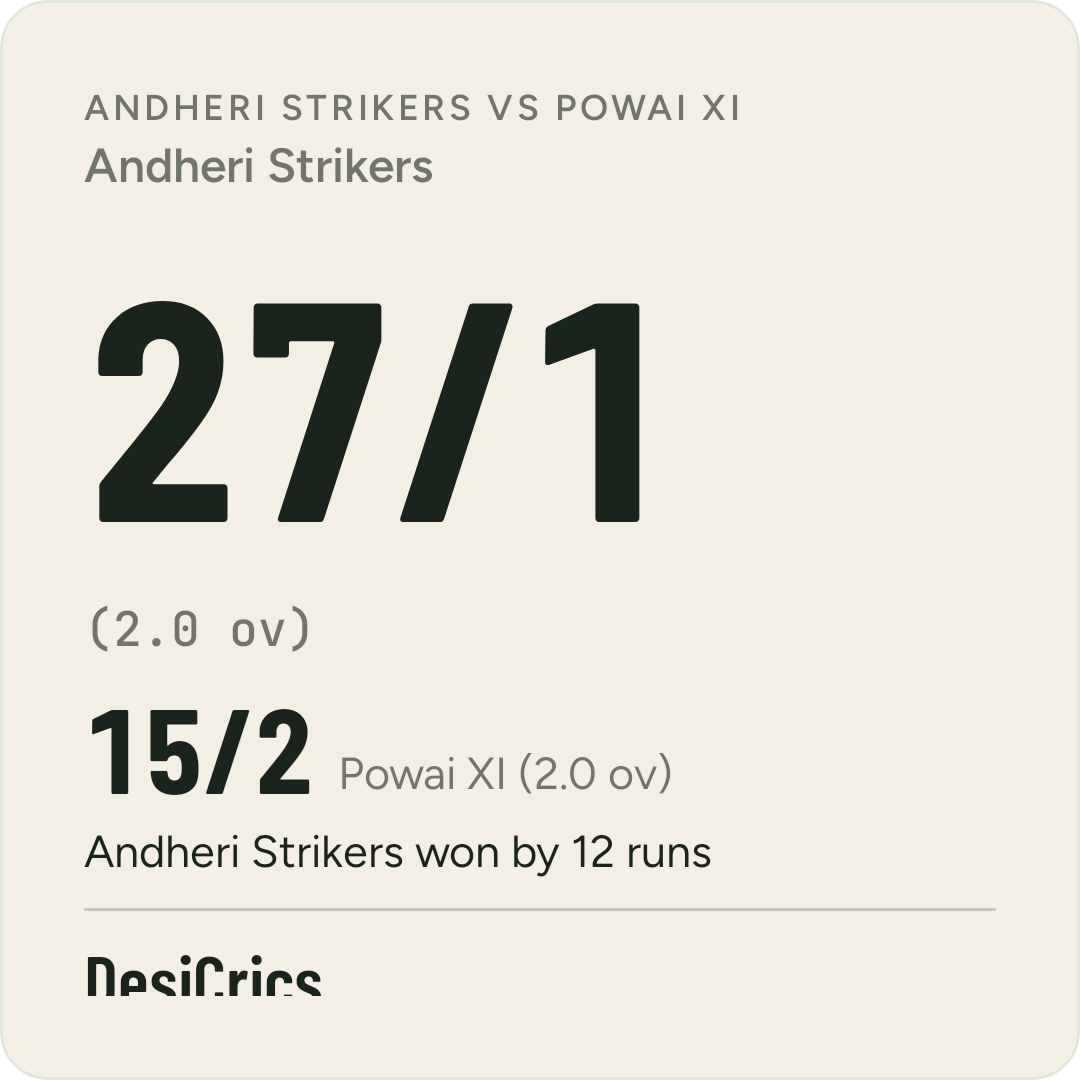 ANDHERI STRIKERS VS POWAI XI
Andheri Strikers
27/1
(2.0 ov)
15/2 Powai XI (2.0 ov)
Andheri Strikers won by 12 runs
DesiCrics